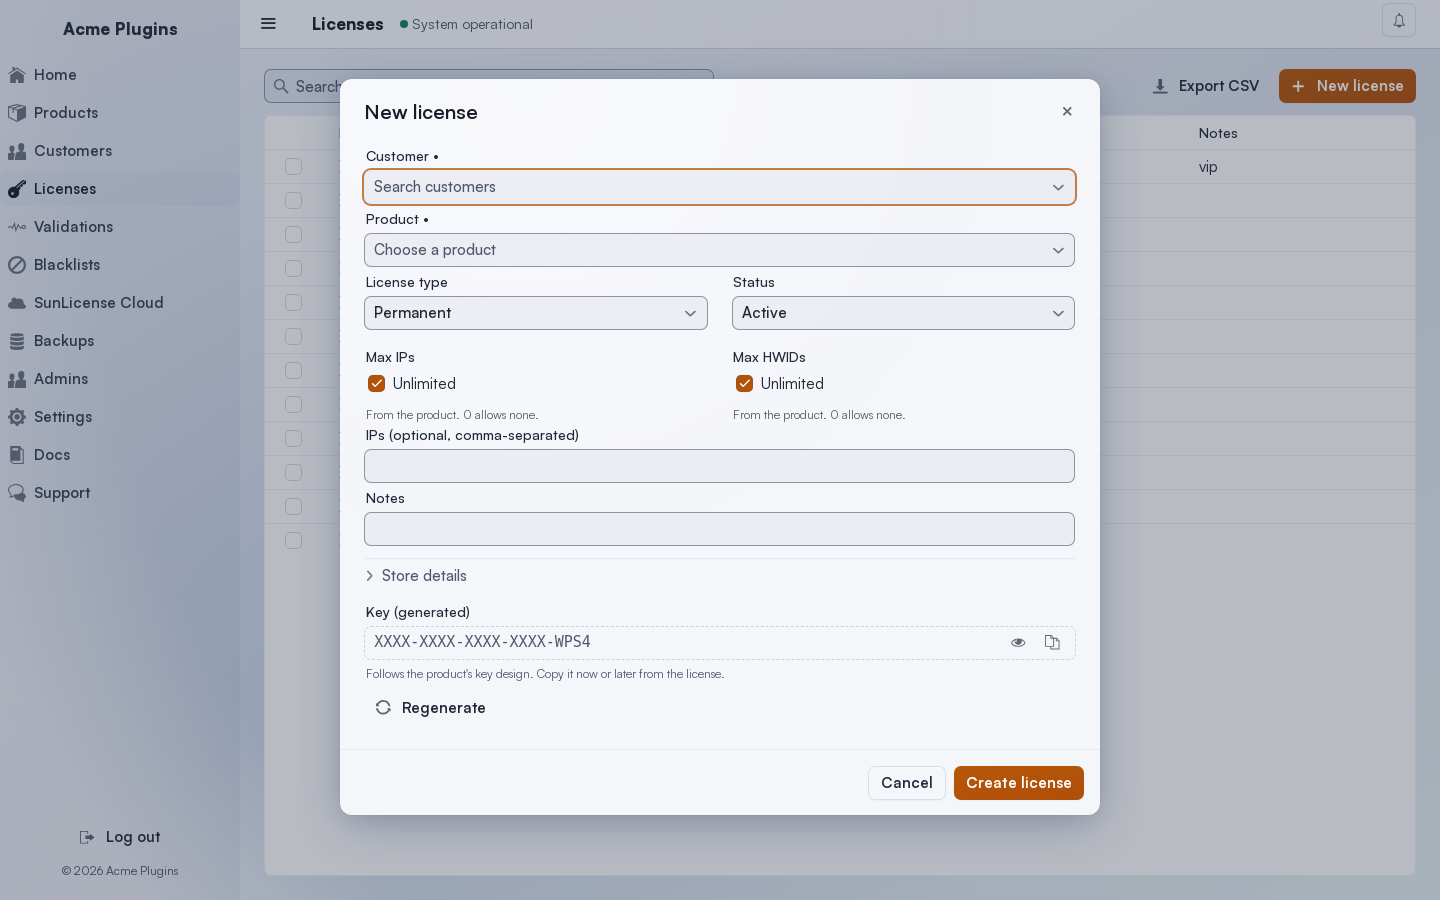 Acme Plugins
Licenses
System operational
Home
Products
Customers
Licenses
Validations
Blacklists
SunLicense Cloud
Backups
Admins
Settings
Docs
Support
Log out
© 2026 Acme Plugins
Search
Export CSV
New license
Notes
vip
New license
Customer •
Search customers
Product •
Choose a product
License type
Status
Permanent
Active
Max IPs
Max HWIDs
Unlimited
Unlimited
From the product. 0 allows none.
From the product. 0 allows none.
IPs (optional, comma-separated)
Notes
Store details
Key (generated)
XXXX-XXXX-XXXX-XXXX-WPS4
Follows the product's key design. Copy it now or later from the license.
Regenerate
Cancel
Create license